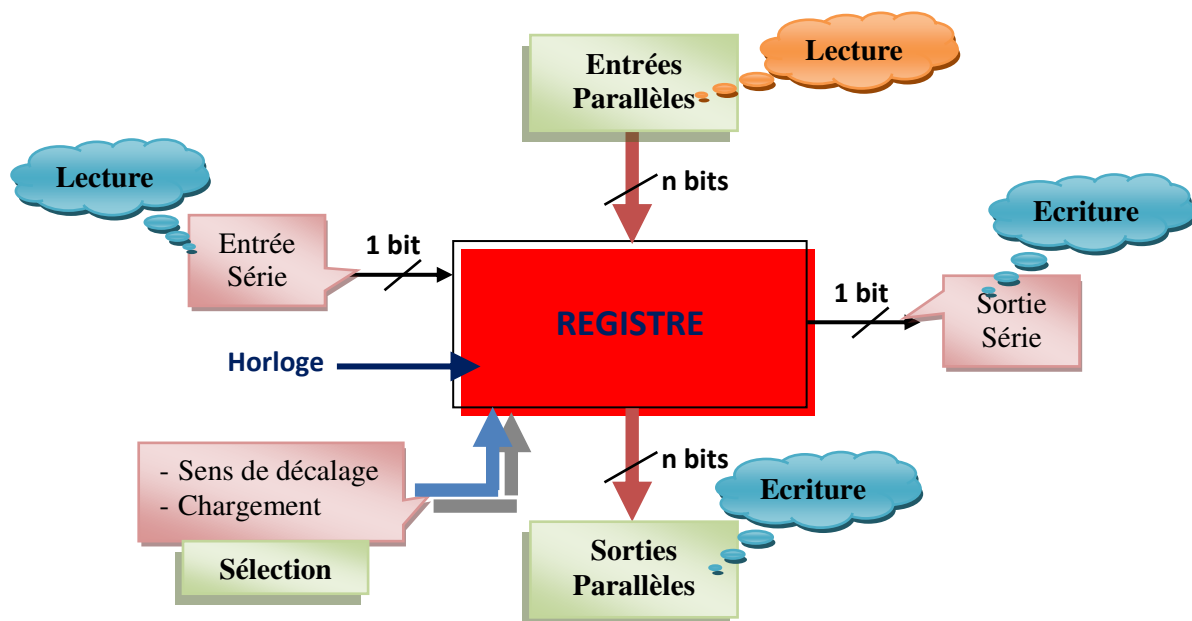 Entrées
Parallèles
Lecture
Lecture
n bits
Ecriture
Entrée
Série
1 bit
REGISTRE
1 bit
Sortie
Série
Horloge
- Sens de décalage
- Chargement
n bits
Ecriture
Sélection
Sorties
Parallèles